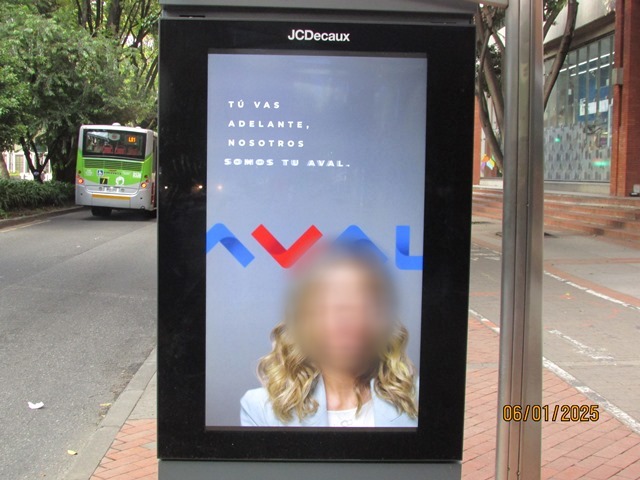 JCDecaux
TÚ VAS
ADELANTE,
NOSOTROS
SOMOS TU AVAL.
AVAL
06/01/2025